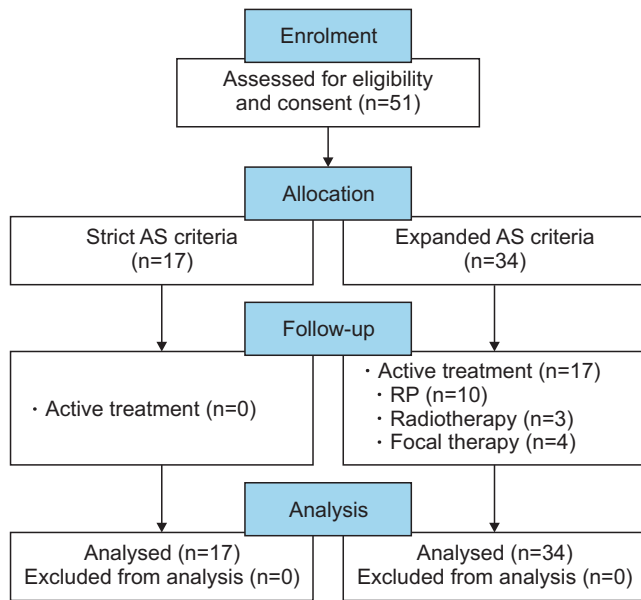 Enrolment
Assessed for eligibility
and consent (n=51)
Allocation
Strict AS criteria
(n=17)
Expanded AS criteria
(n=34)
Follow-up
・Active treatment (n=0)
・Active treatment (n=17)
・RP (n=10)
・Radiotherapy (n=3)
・Focal therapy (n=4)
Analysis
Analysed (n=17)
Excluded from analysis (n=0)
Analysed (n=34)
Excluded from analysis (n=0)